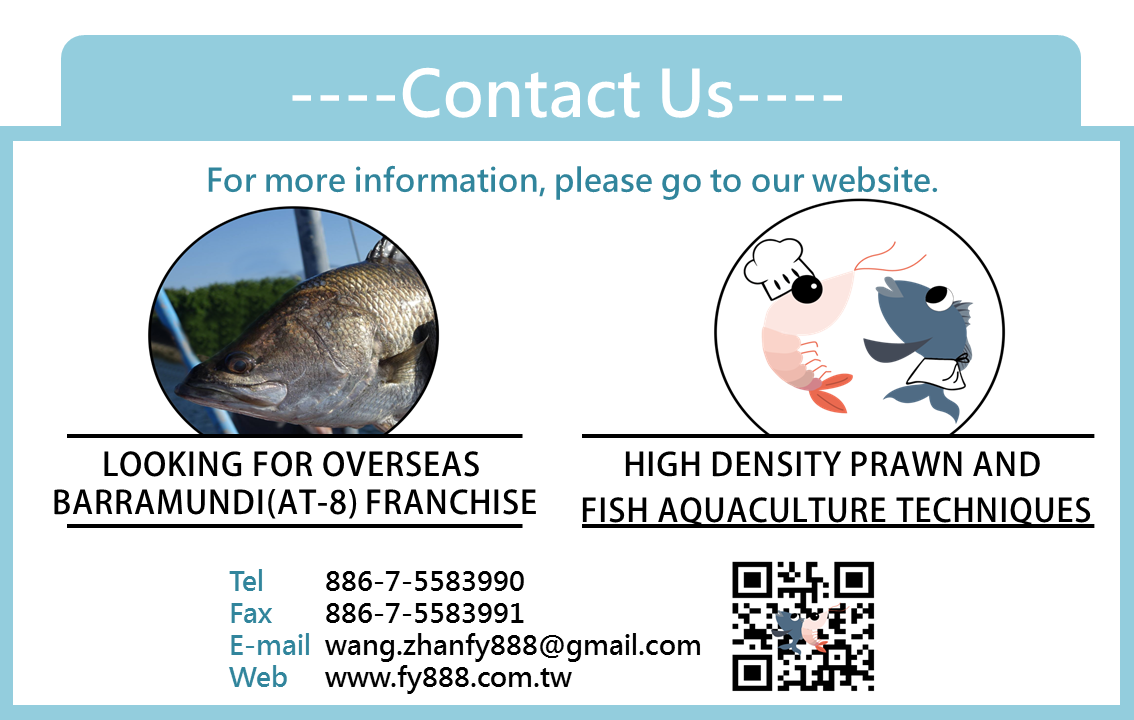 ----Contact Us----
For more information, please go to our website.
LOOKING FOR OVERSEAS
BARRAMUNDI(AT-8) FRANCHISE
HIGH DENSITY PRAWN AND
FISH AQUACULTURE TECHNIQUES
Tel 886-7-5583990
Fax 886-7-5583991
E-mail wang.zhanfy888@gmail.com
Web www.fy888.com.tw